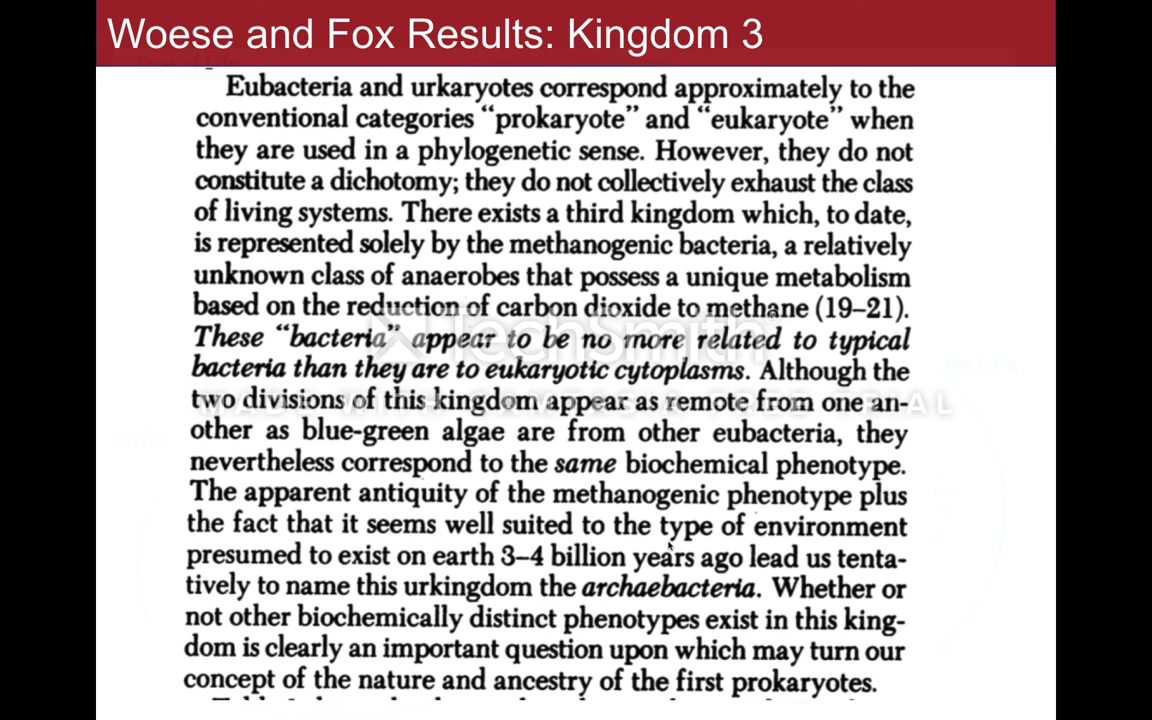 Woese and Fox Results: Kingdom 3
Eubacteria and urkaryotes correspond approximately to the
conventional categories “prokaryote” and “eukaryote” when
they are used in a phylogenetic sense. However, they do not
constitute a dichotomy; they do not collectively exhaust the class
of living systems. There exists a third kingdom which, to date,
is represented solely by the methanogenic bacteria, a relatively
unknown class of anaerobes that possess a unique metabolism
based on the reduction of carbon dioxide to methane (19–21).
These “bacteria” appear to be no more related to typical
bacteria than they are to eukaryotic cytoplasms. Although the
two divisions of this kingdom appear as remote from one an-
other as blue-green algae are from other eubacteria, they
nevertheless correspond to the same biochemical phenotype.
The apparent antiquity of the methanogenic phenotype plus
the fact that it seems well suited to the type of environment
presumed to exist on earth 3–4 billion years ago lead us tenta-
tively to name this urkingdom the archaebacteria. Whether or
not other biochemically distinct phenotypes exist in this king-
dom is clearly an important question upon which may turn our
concept of the nature and ancestry of the first prokaryotes.
TechSmith
MADE WITH CAMTASIA FREE TRIAL
Bacteria